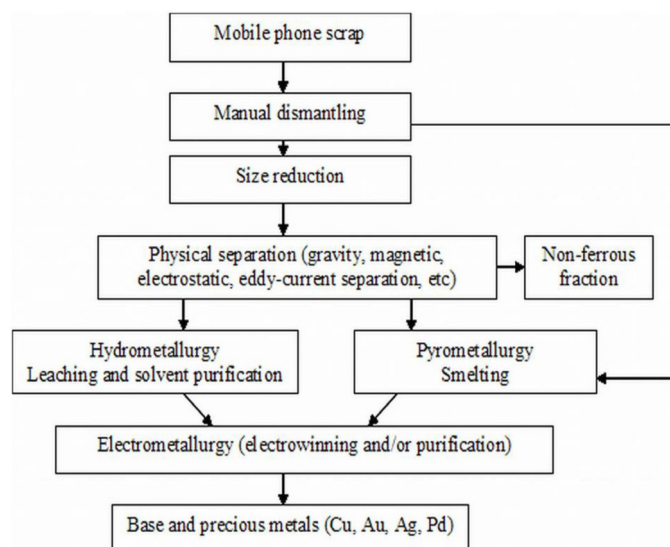 Mobile phone scrap
Manual dismantling
Size reduction
Physical separation (gravity, magnetic,
electrostatic, eddy-current separation, etc)
Non-ferrous
fraction
Hydrometallurgy
Leaching and solvent purification
Pyrometallurgy
Smelting
Electrometallurgy (electrowinning and/or purification)
Base and precious metals (Cu, Au, Ag, Pd)